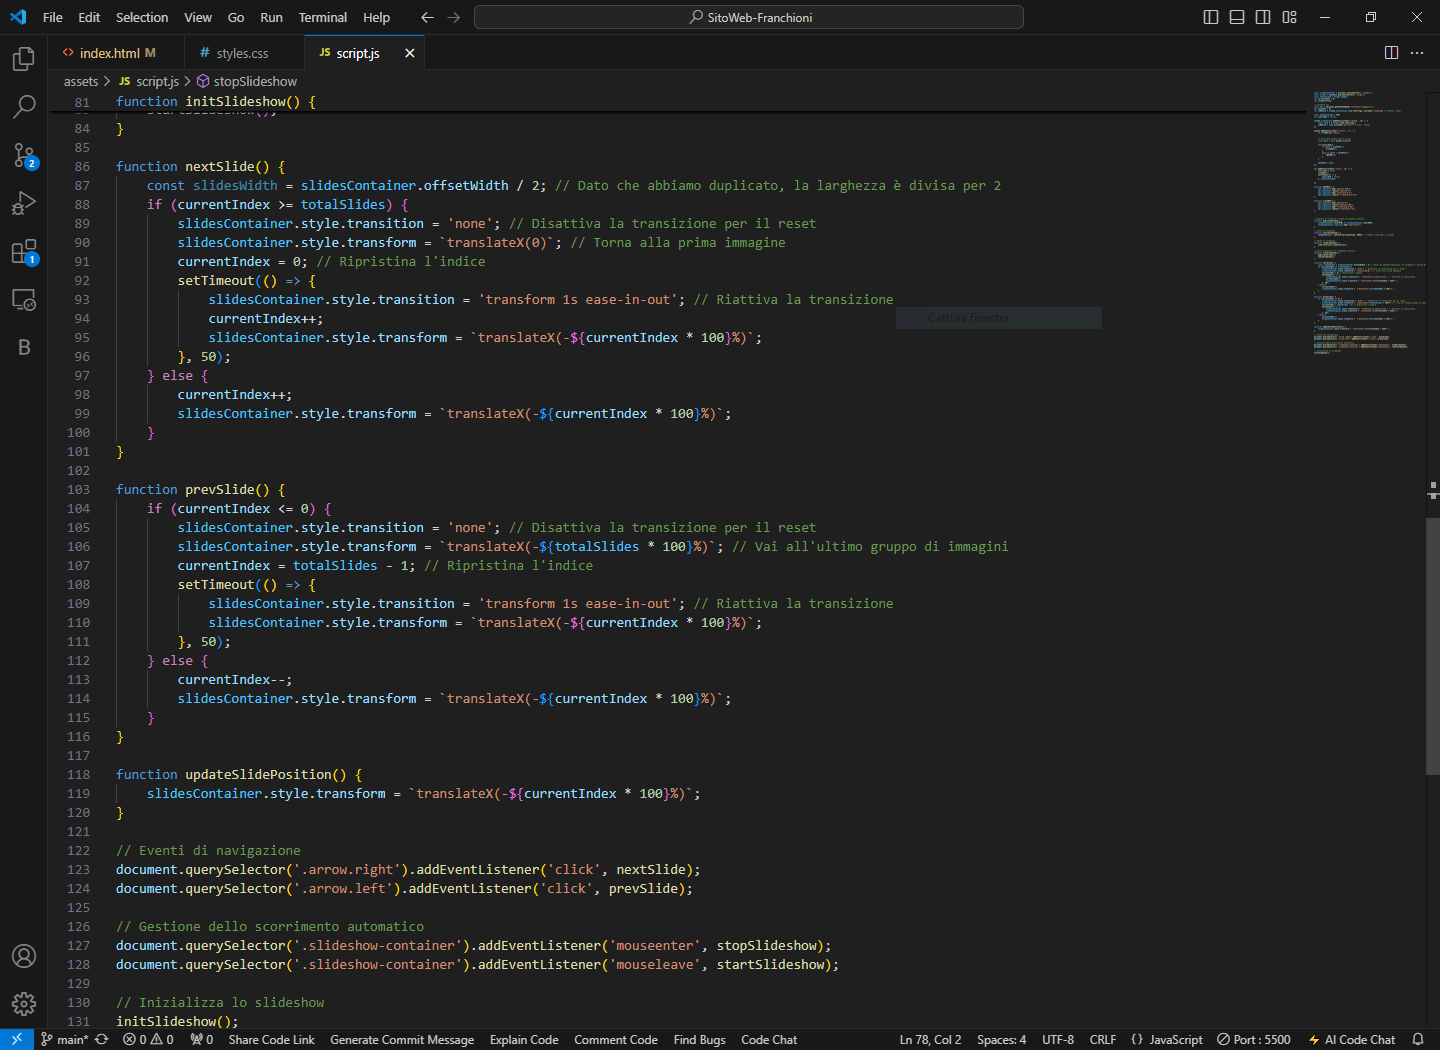 File Edit Selection View Go Run Terminal Help
SitoWeb-Franchioni
index.html M
# styles.css
JS script.js
assets > JS script.js > stopSlideshow
81 function initSlideshow() {
84 }
85
86 function nextSlide() {
87 const slidesWidth = slidesContainer.offsetWidth / 2; // Dato che abbiamo duplicato, la larghezza è divisa per 2
88 if (currentIndex >= totalSlides) {
89 slidesContainer.style.transition = 'none'; // Disattiva la transizione per il reset
90 slidesContainer.style.transform = `translateX(0)`; // Torna alla prima immagine
91 currentIndex = 0; // Ripristina l'indice
92 setTimeout(() => {
93 slidesContainer.style.transition = 'transform 1s ease-in-out'; // Riattiva la transizione
94 currentIndex++;
Cattura finestra
95 slidesContainer.style.transform = `translateX(-${currentIndex * 100}%)`;
96 }, 50);
97 } else {
98 currentIndex++;
99 slidesContainer.style.transform = `translateX(-${currentIndex * 100}%)`;
100 }
101 }
102
103 function prevSlide() {
104 if (currentIndex <= 0) {
105 slidesContainer.style.transition = 'none'; // Disattiva la transizione per il reset
106 slidesContainer.style.transform = `translateX(-${totalSlides * 100}%)`; // Vai all'ultimo gruppo di immagini
107 currentIndex = totalSlides - 1; // Ripristina l'indice
108 setTimeout(() => {
109 slidesContainer.style.transition = 'transform 1s ease-in-out'; // Riattiva la transizione
110 slidesContainer.style.transform = `translateX(-${currentIndex * 100}%)`;
111 }, 50);
112 } else {
113 currentIndex--;
114 slidesContainer.style.transform = `translateX(-${currentIndex * 100}%)`;
115 }
116 }
117
118 function updateSlidePosition() {
119 slidesContainer.style.transform = `translateX(-${currentIndex * 100}%)`;
120 }
121
122 // Eventi di navigazione
123 document.querySelector('.arrow.right').addEventListener('click', nextSlide);
124 document.querySelector('.arrow.left').addEventListener('click', prevSlide);
125
126 // Gestione dello scorrimento automatico
127 document.querySelector('.slideshow-container').addEventListener('mouseenter', stopSlideshow);
128 document.querySelector('.slideshow-container').addEventListener('mouseleave', startSlideshow);
129
130 // Inizializza lo slideshow
131 initSlideshow();
2
1
B
main* 0 0 0 Share Code Link Generate Commit Message Explain Code Comment Code Find Bugs Code Chat Ln 78, Col 2 Spaces: 4 UTF-8 CRLF {} JavaScript Port : 5500 AI Code Chat